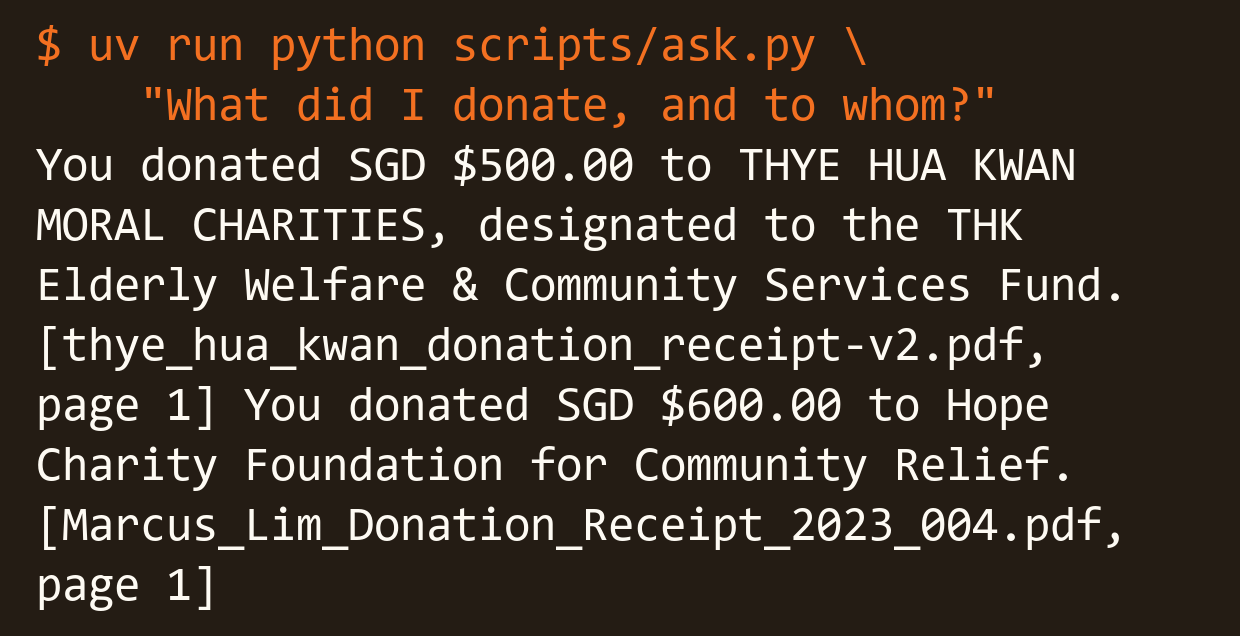 $ uv run python scripts/ask.py \
"What did I donate, and to whom?"
You donated SGD $500.00 to THYE HUA KWAN
MORAL CHARITIES, designated to the THK
Elderly Welfare & Community Services Fund.
[thye_hua_kwan_donation_receipt-v2.pdf,
page 1] You donated SGD $600.00 to Hope
Charity Foundation for Community Relief.
[Marcus_Lim_Donation_Receipt_2023_004.pdf,
page 1]